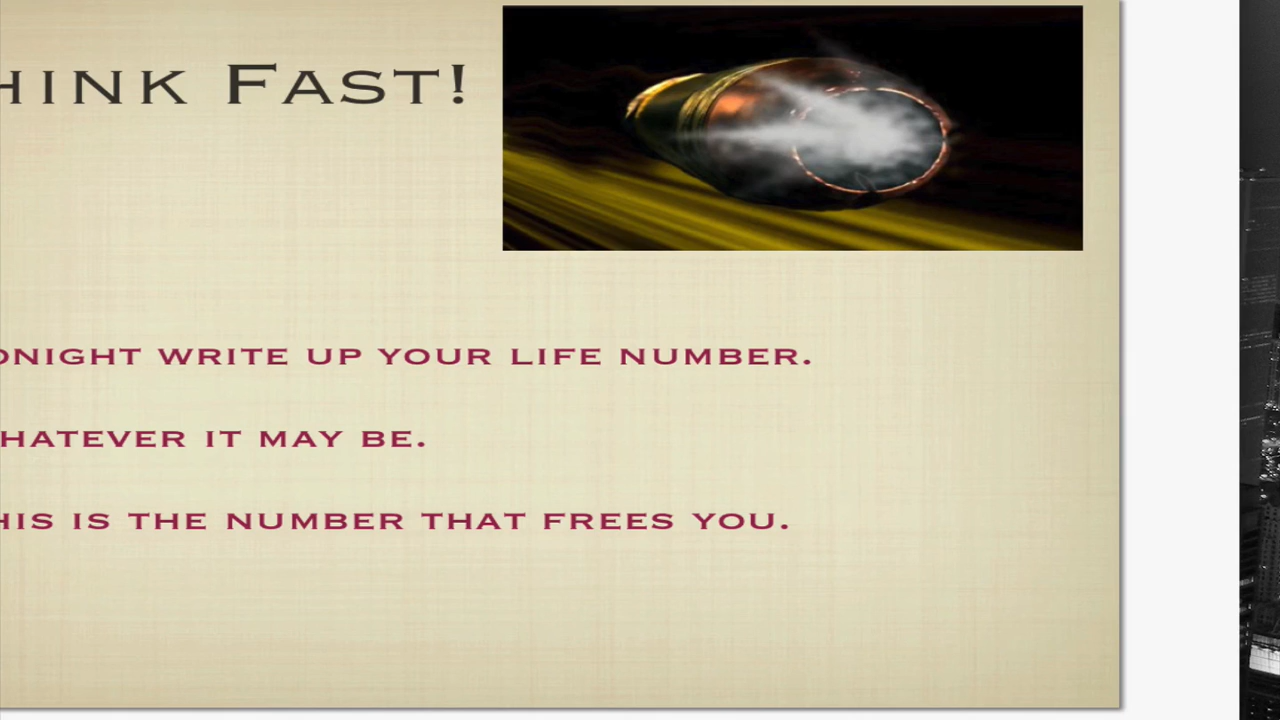 HINK FAST!
ONIGHT WRITE UP YOUR LIFE NUMBER.
HATEVER IT MAY BE.
HIS IS THE NUMBER THAT FREES YOU.